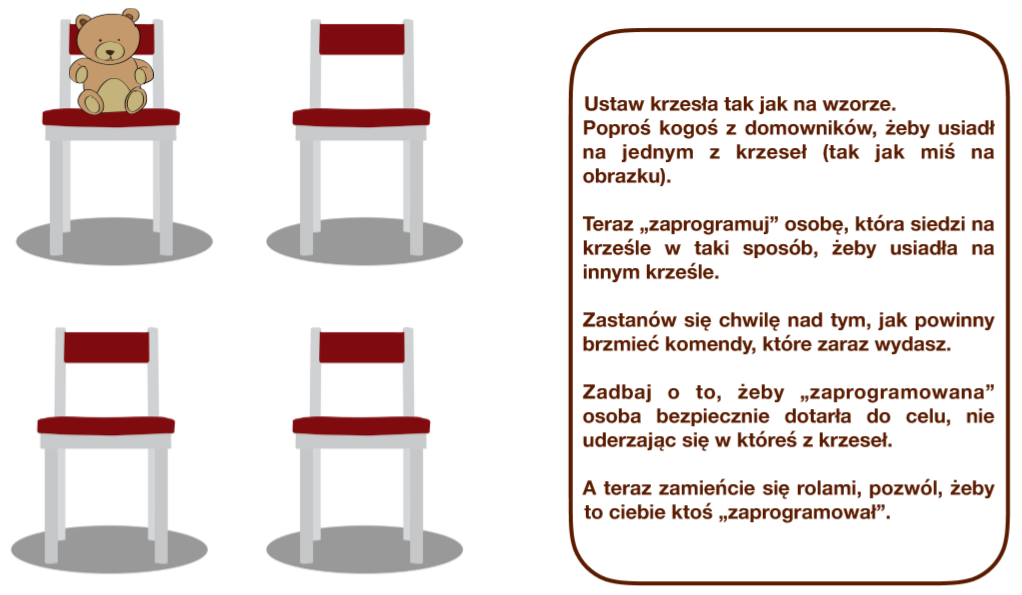 Ustaw krzesła tak jak na wzorze.
Poproś kogoś z domowników, żeby usiadł
na jednym z krzeseł (tak jak miś na
obrazku).
Teraz „zaprogramuj” osobę, która siedzi na
krześle w taki sposób, żeby usiadła na
innym krześle.
Zastanów się chwilę nad tym, jak powinny
brzmieć komendy, które zaraz wydasz.
Zadbaj o to, żeby „zaprogramowana”
osoba bezpiecznie dotarła do celu, nie
uderzając się w któreś z krzeseł.
A teraz zamieńcie się rolami, pozwól, żeby
to ciebie ktoś „zaprogramował”.